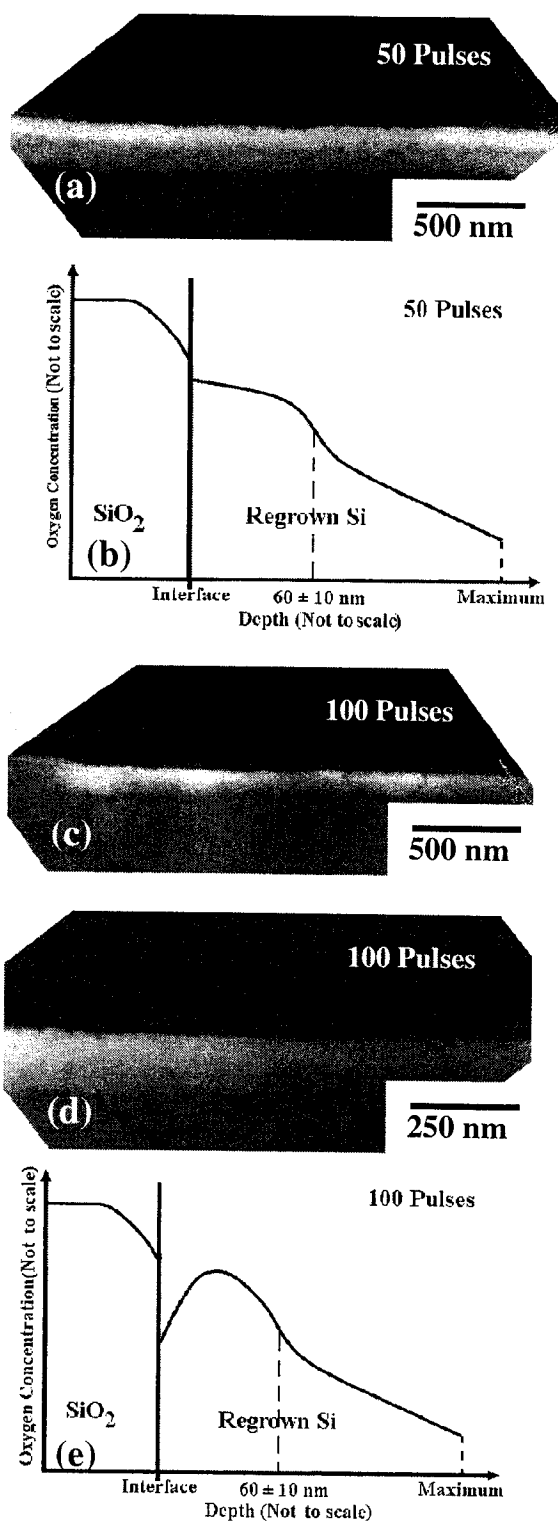 50 Pulses
(a)
500 nm
Oxygen Concentration (Not to scale)
50 Pulses
SiO2
Regrown Si
(b)
Interface
60 ± 10 nm
Maximum
Depth (Not to scale)
100 Pulses
(c)
500 nm
100 Pulses
(d)
250 nm
Oxygen Concentration(Not to scale)
100 Pulses
SiO2
Regrown Si
(e)
Interface
60 ± 10 nm
Maximum
Depth (Not to scale)